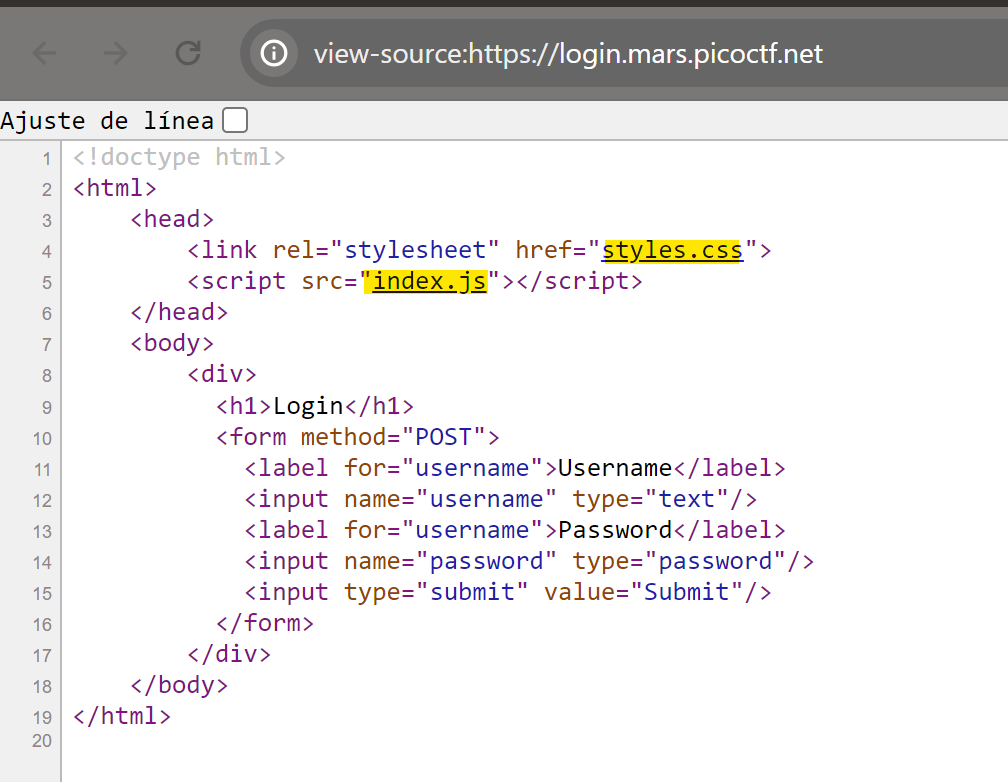 view-source:https://login.mars.picoctf.net
Ajuste de línea
1 <!doctype html>
2 <html>
3 <head>
4 <link rel="stylesheet" href="styles.css">
5 <script src="index.js"></script>
6 </head>
7 <body>
8 <div>
9 <h1>Login</h1>
10 <form method="POST">
11 <label for="username">Username</label>
12 <input name="username" type="text"/>
13 <label for="username">Password</label>
14 <input name="password" type="password"/>
15 <input type="submit" value="Submit"/>
16 </form>
17 </div>
18 </body>
19 </html>
20